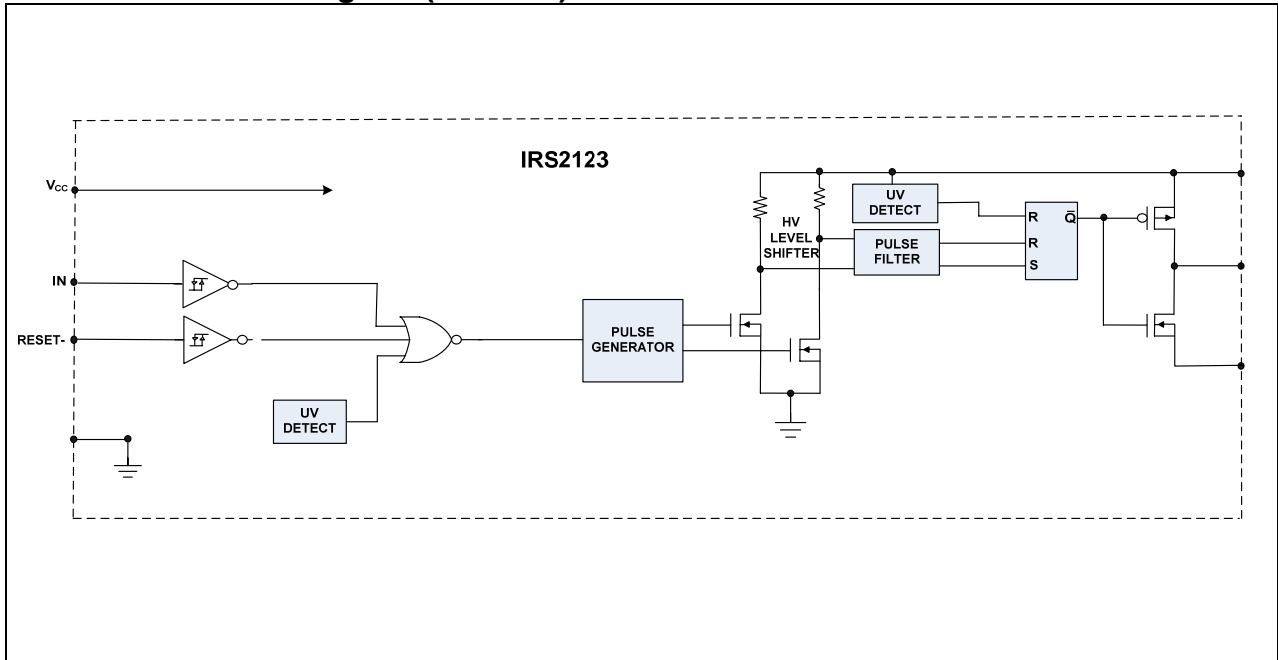 IRS2123
VCC
IN
RESET-
UV
DETECT
PULSE
GENERATOR
HV
LEVEL
SHIFTER
UV
DETECT
PULSE
FILTER
R
R
S
Q̅